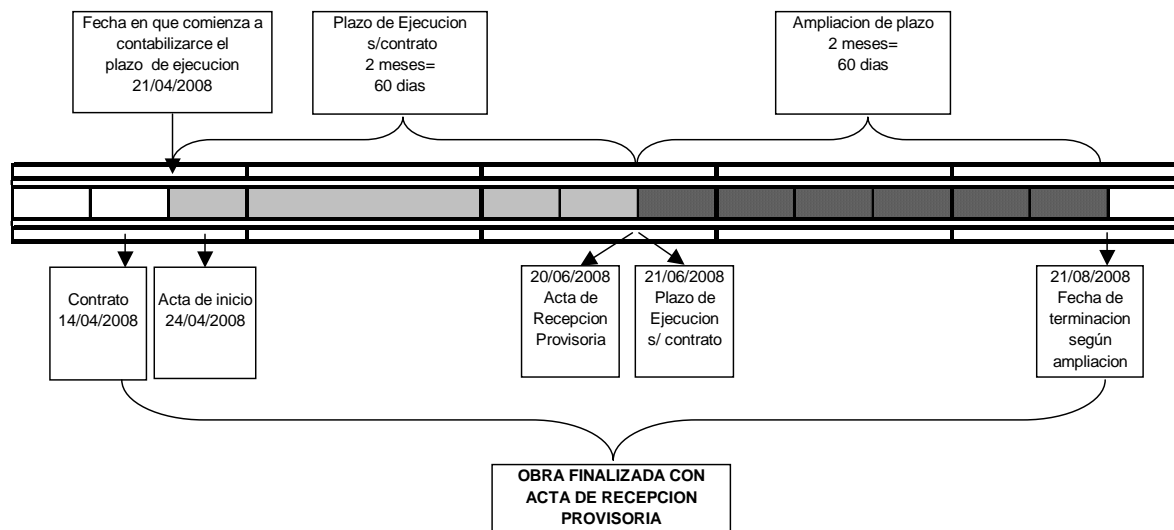 Fecha en que comienza a
contabilizarce el
plazo de ejecucion
21/04/2008
Plazo de Ejecucion
s/contrato
2 meses=
60 dias
Ampliacion de plazo
2 meses=
60 dias
Contrato
14/04/2008
Acta de inicio
24/04/2008
20/06/2008
Acta de
Recepcion
Provisoria
21/06/2008
Plazo de
Ejecucion
s/ contrato
21/08/2008
Fecha de
terminacion
según
ampliacion
OBRA FINALIZADA CON
ACTA DE RECEPCION
PROVISORIA